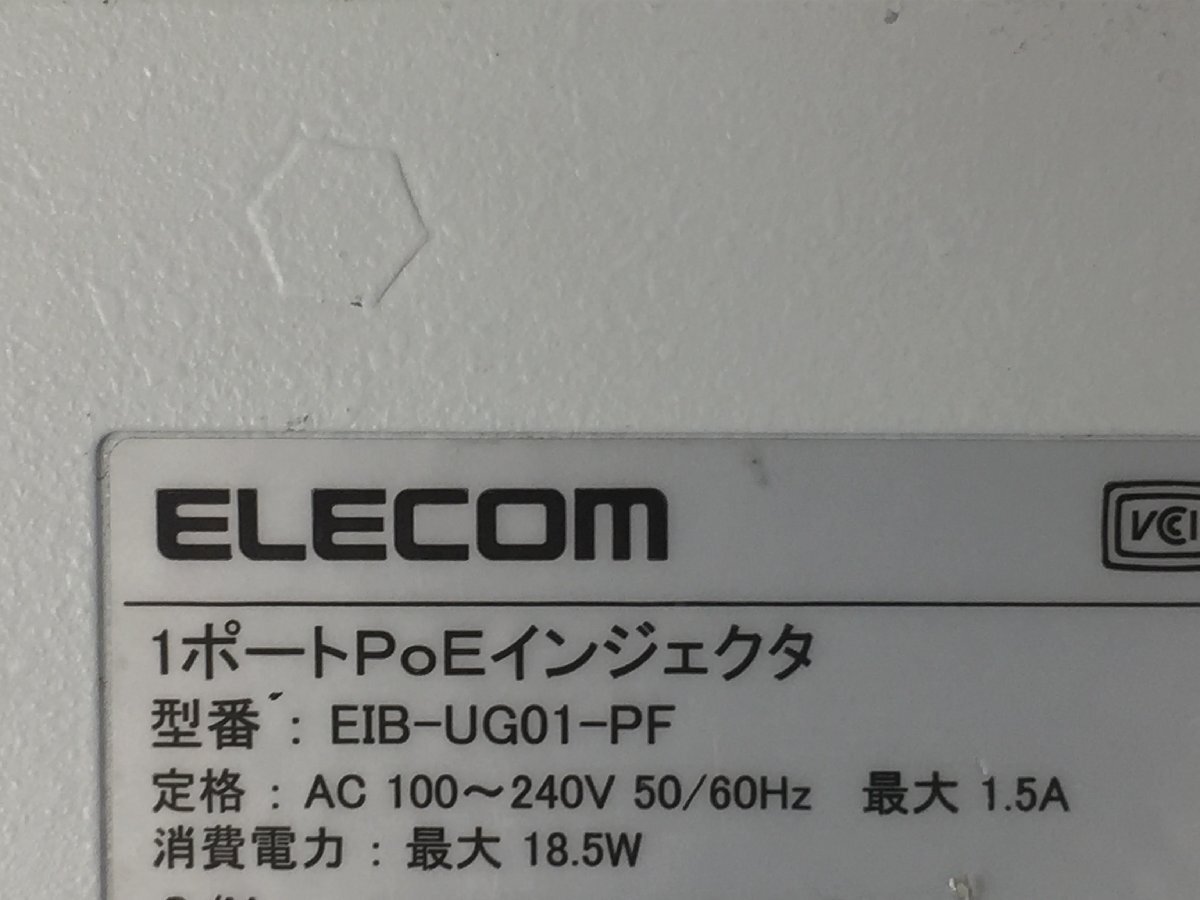 ELECOM
VCCI
1ポートPoEインジェクタ
型番 : EIB-UG01-PF
定格 : AC 100～240V 50/60Hz 最大 1.5A
消費電力 : 最大 18.5W